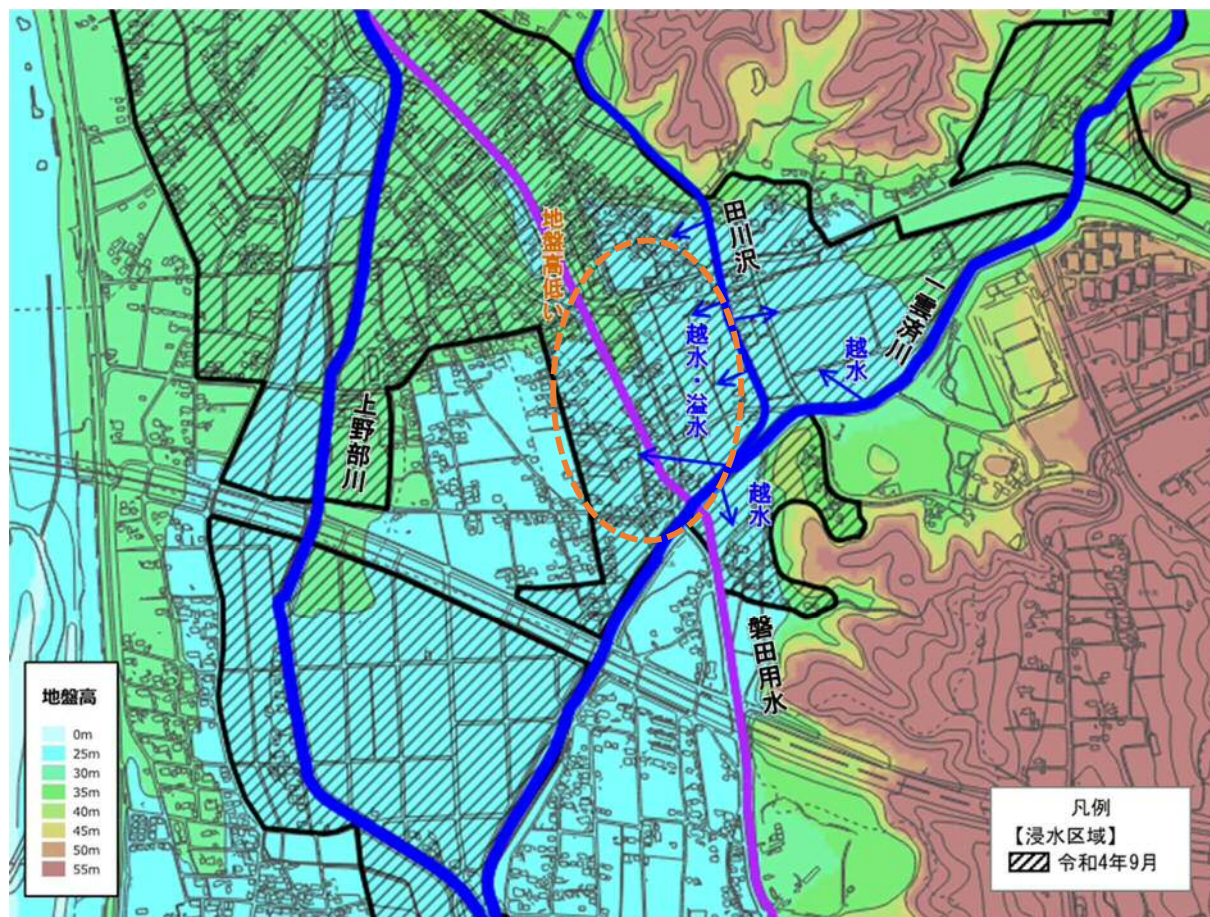 田川沢
地盤高低い
一雲済川
越水・溢水
越水
上野部川
越水
磐田用水
地盤高
0m
25m
30m
35m
40m
45m
50m
55m
凡例
【浸水区域】
令和4年9月